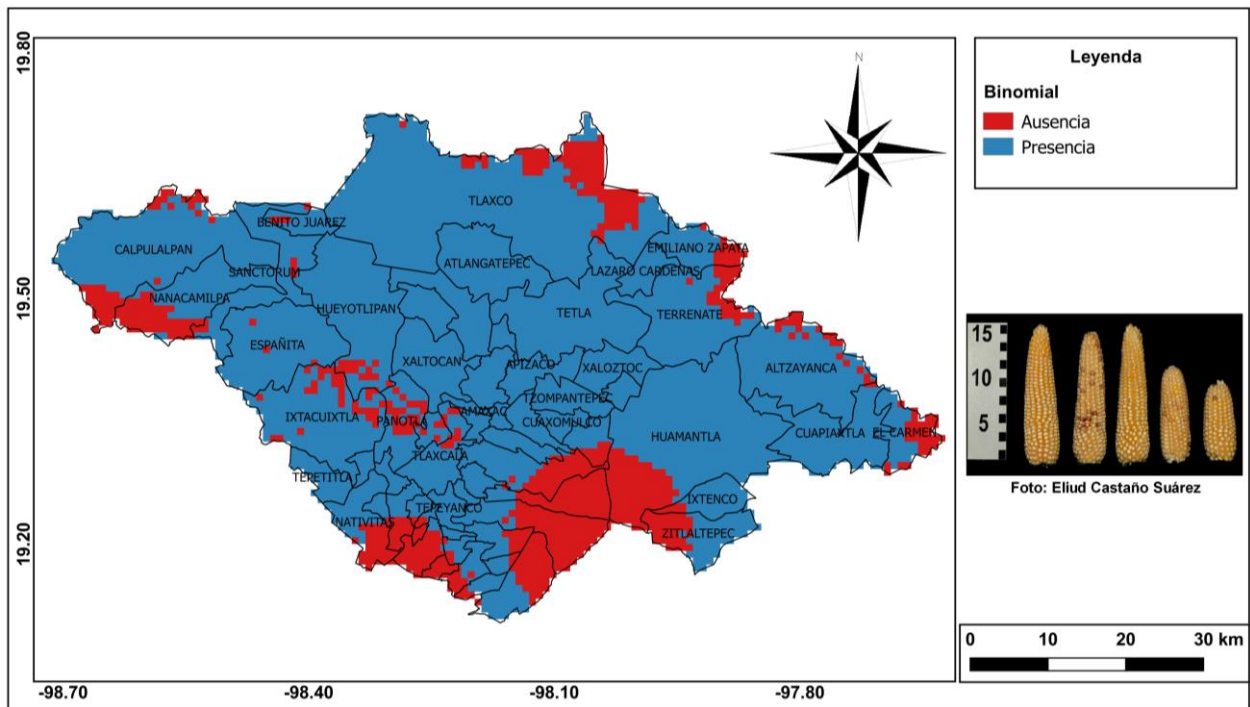 19.80
19.50
19.20
-98.70
-98.40
-98.10
-97.80
N
TLAXCO
BENITO JUAREZ
CALPULALPAN
EMILIANO ZAPATA
ATLANGATEPEC
SANCTORUM
LAZARO CARDENAS
NANACAMILPA
HUEYOTLIPAN
TETLA
TERRENATE
ESPAÑITA
XALTOCAN
APIZACO
XALOZTOC
ALTZAYANCA
TZOMPANTEPEC
IXTACUIXTLA
PANOTLA
AMAXAC
CUAXOMULCO
HUAMANTLA
CUAPIAXTLA
EL CARMEN
TLAXCALA
TEPETITLA
IXTENCO
TEPEYANCO
NATIVITAS
ZITLALTEPEC
Leyenda
Binomial
Ausencia
Presencia
15
10
5
Foto: Eliud Castaño Suárez
0 10 20 30 km